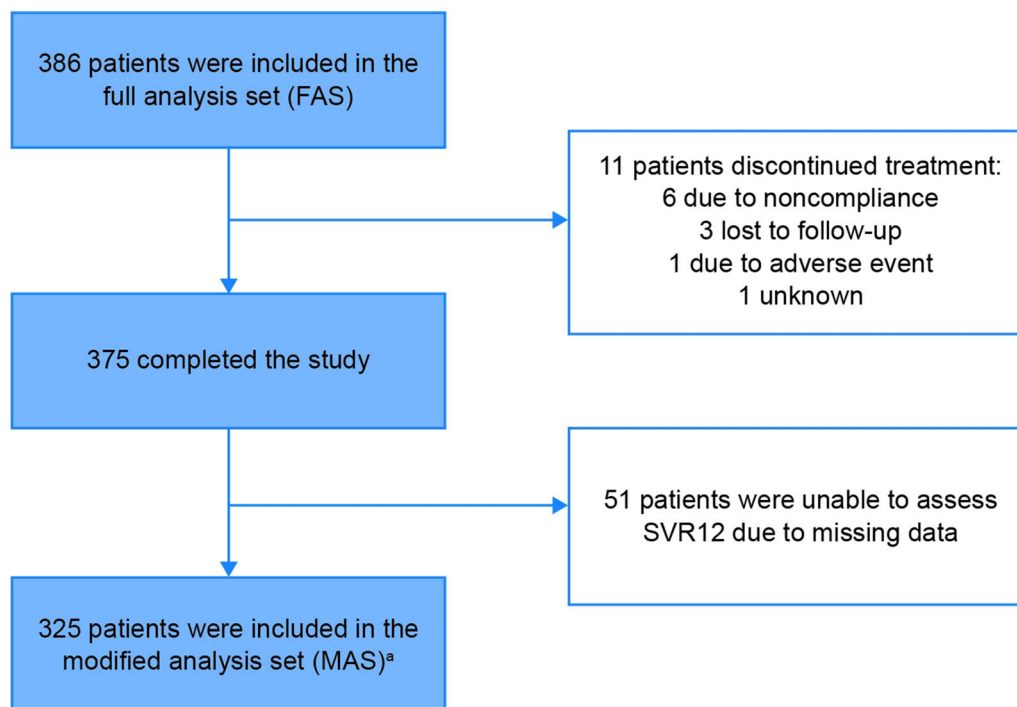 386 patients were included in the
full analysis set (FAS)
11 patients discontinued treatment:
6 due to noncompliance
3 lost to follow-up
1 due to adverse event
1 unknown
375 completed the study
51 patients were unable to assess
SVR12 due to missing data
325 patients were included in the
modified analysis set (MAS)ᵃ